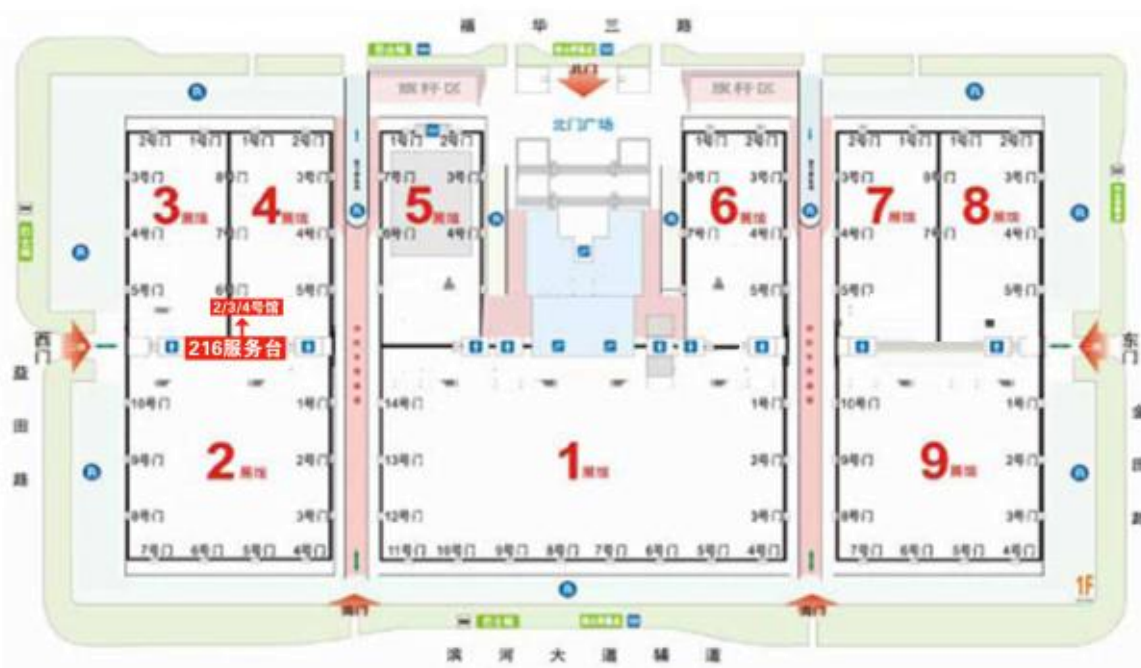 福华三路
北门
北门广场
旗杆区
旗杆区
2号门 1号门 1号门 2号门
1号门 2号门
1号门 2号门
2号门 1号门 1号门 2号门
3号门 8号门 3号门
7号门 3号门
8号门 3号门
3号门 3号门
3展馆
4展馆
5展馆
6展馆
7展馆
8展馆
4号门 7号门 4号门
6号门 4号门
7号门 4号门
4号门 4号门
5号门 5号门
5号门
5号门 5号门
2/3/4号馆
216服务台
西门
东门
益田路
金田路
10号门 1号门
14号门 1号门
10号门 1号门
2展馆
1展馆
9展馆
9号门 2号门
13号门 2号门
9号门 2号门
8号门 3号门
12号门 3号门
8号门 3号门
7号门 6号门 5号门 4号门
11号门 10号门 9号门 8号门 7号门 6号门 5号门 4号门
7号门 6号门 5号门 4号门
1F
南门
南门
滨河大道辅道